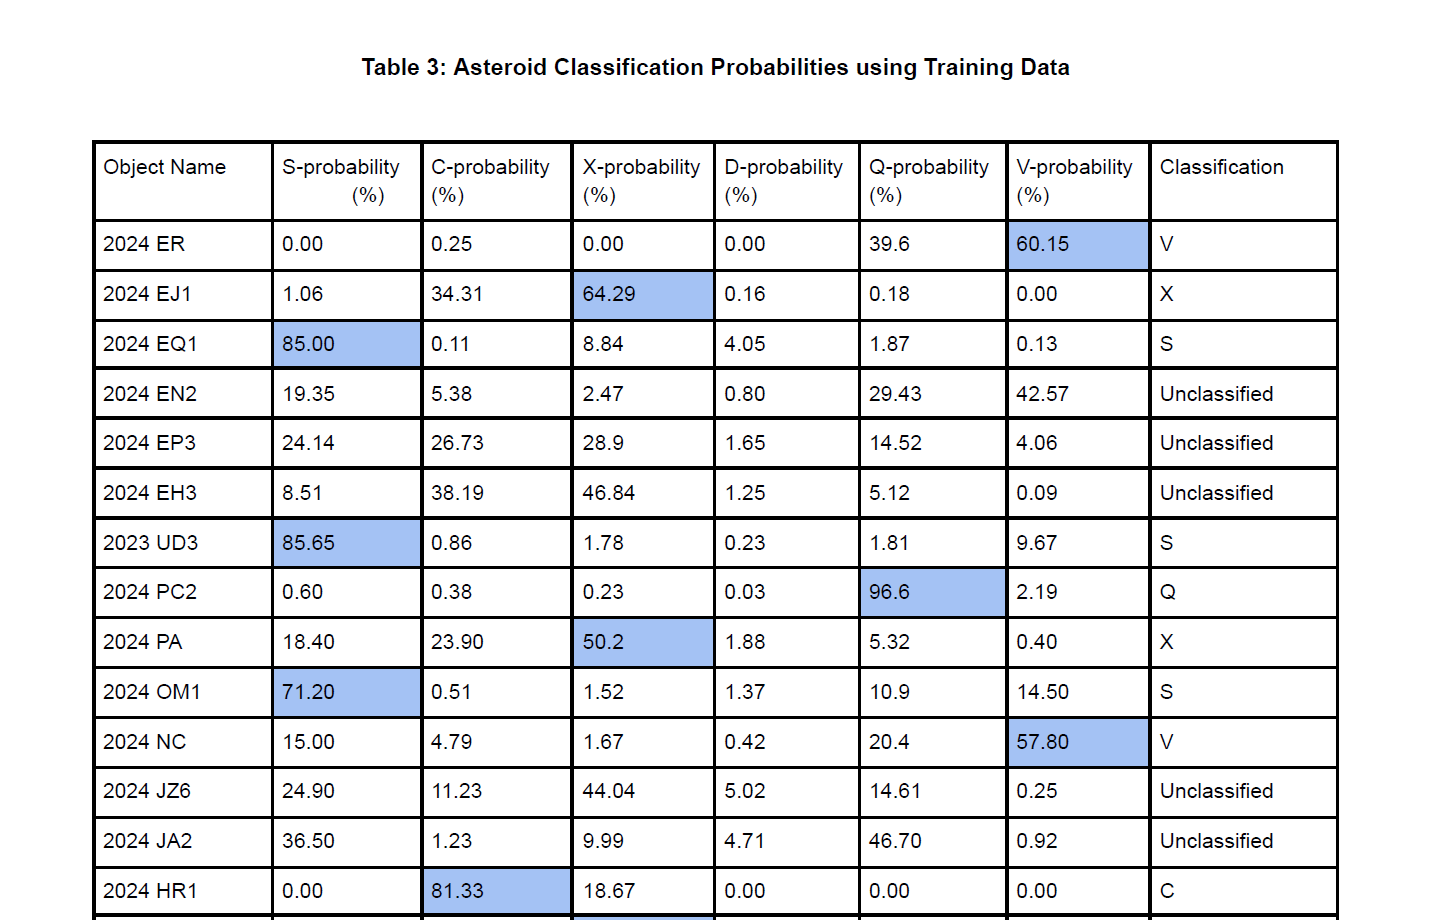 Table 3: Asteroid Classification Probabilities using Training Data
Object Name S-probability (%) C-probability (%) X-probability (%) D-probability (%) Q-probability (%) V-probability (%) Classification
2024 ER 0.00 0.25 0.00 0.00 39.6 60.15 V
2024 EJ1 1.06 34.31 64.29 0.16 0.18 0.00 X
2024 EQ1 85.00 0.11 8.84 4.05 1.87 0.13 S
2024 EN2 19.35 5.38 2.47 0.80 29.43 42.57 Unclassified
2024 EP3 24.14 26.73 28.9 1.65 14.52 4.06 Unclassified
2024 EH3 8.51 38.19 46.84 1.25 5.12 0.09 Unclassified
2023 UD3 85.65 0.86 1.78 0.23 1.81 9.67 S
2024 PC2 0.60 0.38 0.23 0.03 96.6 2.19 Q
2024 PA 18.40 23.90 50.2 1.88 5.32 0.40 X
2024 OM1 71.20 0.51 1.52 1.37 10.9 14.50 S
2024 NC 15.00 4.79 1.67 0.42 20.4 57.80 V
2024 JZ6 24.90 11.23 44.04 5.02 14.61 0.25 Unclassified
2024 JA2 36.50 1.23 9.99 4.71 46.70 0.92 Unclassified
2024 HR1 0.00 81.33 18.67 0.00 0.00 0.00 C